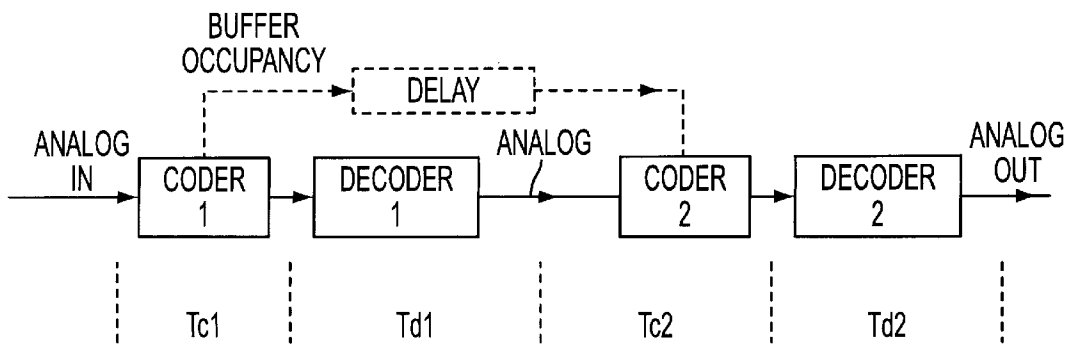 BUFFER
OCCUPANCY
DELAY
ANALOG
IN
CODER
1
DECODER
1
ANALOG
CODER
2
DECODER
2
ANALOG
OUT
Tc1
Td1
Tc2
Td2